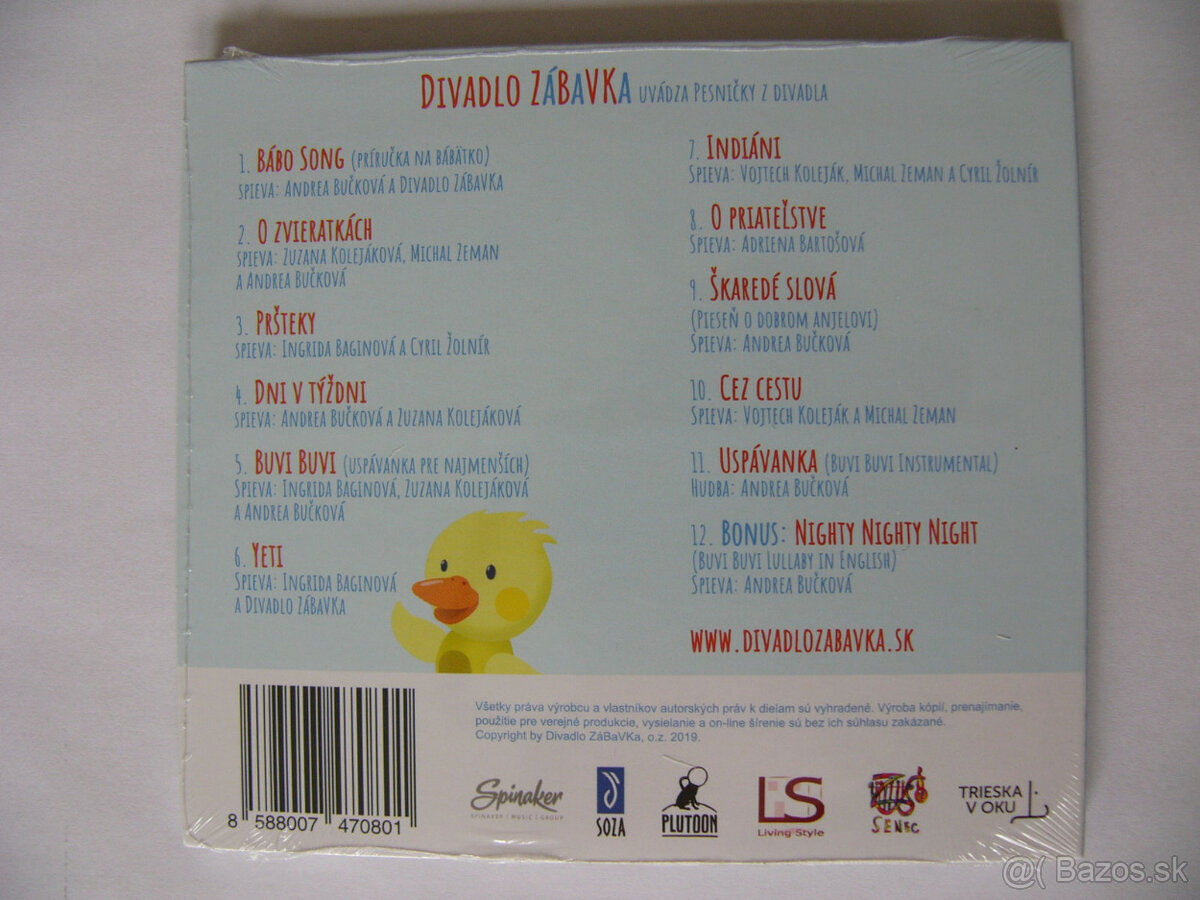 DIVADLO ZÁBAVKA UVÁDZA PESNIČKY Z DIVADLA
1. BÁBO SONG (PRÍRUČKA NA BÁBÄTKO)
SPIEVA: ANDREA BUČKOVÁ A DIVADLO ZÁBAVKA
2. O ZVIERATKÁCH
SPIEVA: ZUZANA KOLEJÁKOVÁ, MICHAL ZEMAN
A ANDREA BUČKOVÁ
3. PRŠTEKY
SPIEVA: INGRIDA BAGINOVÁ A CYRIL ŽOLNÍR
4. DNI V TÝŽDNI
SPIEVA: ANDREA BUČKOVÁ A ZUZANA KOLEJÁKOVÁ
5. BUVI BUVI (USPÁVANKA PRE NAJMENŠÍCH)
SPIEVA: INGRIDA BAGINOVÁ, ZUZANA KOLEJÁKOVÁ
A ANDREA BUČKOVÁ
6. YETI
SPIEVA: INGRIDA BAGINOVÁ
A DIVADLO ZÁBAVKA
7. INDIÁNI
SPIEVA: VOJTECH KOLEJÁK, MICHAL ZEMAN A CYRIL ŽOLNÍR
8. O PRIATEĽSTVE
SPIEVA: ADRIENA BARTOŠOVÁ
9. ŠKAREDÉ SLOVÁ
(PIESEŇ O DOBROM ANJELOVI)
SPIEVA: ANDREA BUČKOVÁ
10. CEZ CESTU
SPIEVA: VOJTECH KOLEJÁK A MICHAL ZEMAN
11. USPÁVANKA (BUVI BUVI INSTRUMENTAL)
HUDBA: ANDREA BUČKOVÁ
12. BONUS: NIGHTY NIGHTY NIGHT
(BUVI BUVI LULLABY IN ENGLISH)
SPIEVA: ANDREA BUČKOVÁ
WWW.DIVADLOZABAVKA.SK
Všetky práva výrobcu a vlastníkov autorských práv k dielam sú vyhradené. Výroba kópií, prenajímanie,
použitie pre verejné produkcie, vysielanie a on-line šírenie sú bez ich súhlasu zakázané.
Copyright by Divadlo ZáBaVKa, o.z. 2019.
8 588007 470801
Spinaker
SPINAKER | MUSIC | GROUP
SOZA
PLUTOON
LS
Living Style
ZUŠ
SENEC
TRIESKA
V OKU
@( Bazos.sk